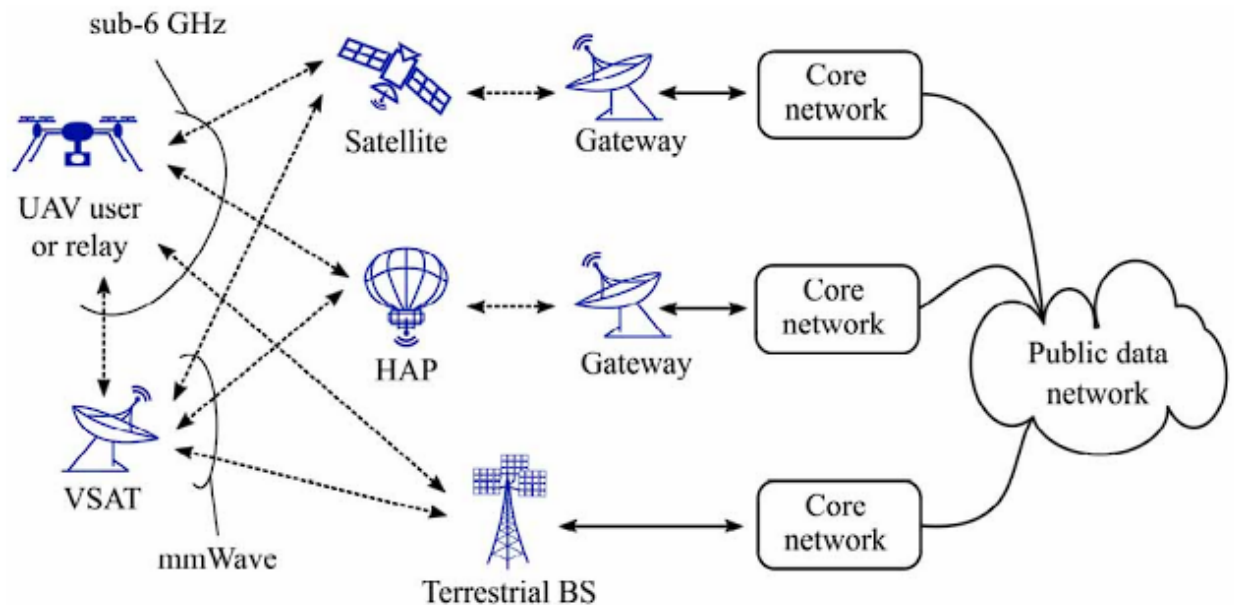 sub-6 GHz
Satellite
Gateway
Core
network
UAV user
or relay
HAP
Gateway
Core
network
Public data
network
VSAT
mmWave
Terrestrial BS
Core
network